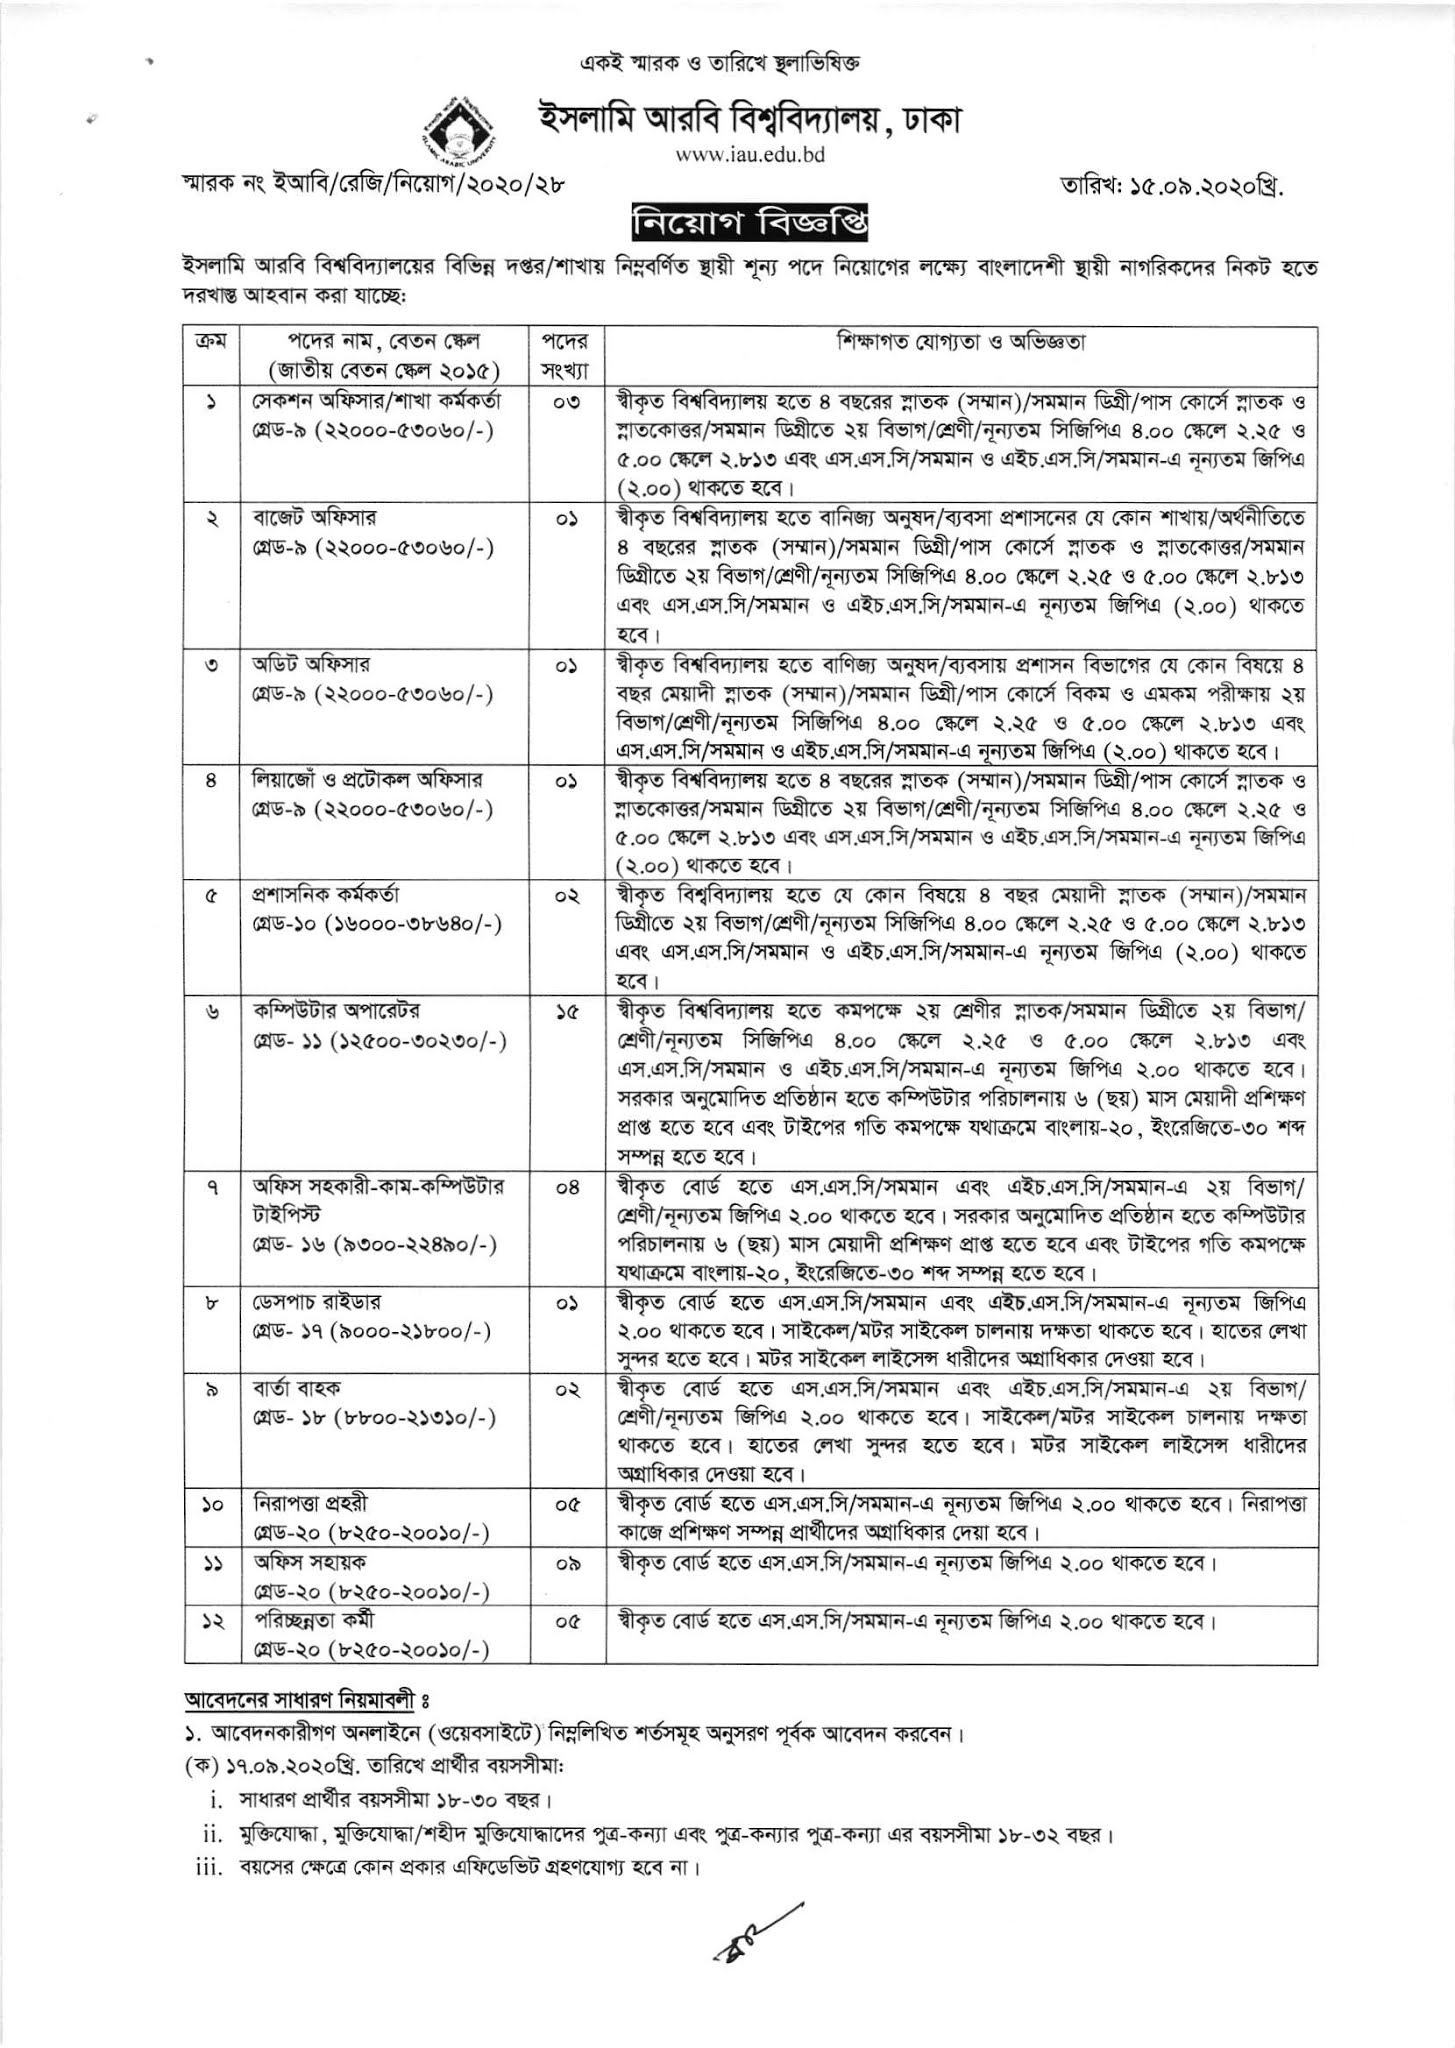 একই স্মারক ও তারিখে স্থলাভিষিক্ত
ইসলামি আরবি বিশ্ববিদ্যালয়, ঢাকা
www.iau.edu.bd
স্মারক নং ইআবি/রেজি/নিয়োগ/২০২০/২৮ তারিখ: ১৫.০৯.২০২০খ্রি.
নিয়োগ বিজ্ঞপ্তি
ইসলামি আরবি বিশ্ববিদ্যালয়ের বিভিন্ন দপ্তর/শাখায় নিম্নবর্ণিত স্থায়ী শূন্য পদে নিয়োগের লক্ষ্যে বাংলাদেশী স্থায়ী নাগরিকদের নিকট হতে
দরখাস্ত আহবান করা যাচ্ছে:
ক্রম পদের নাম, বেতন স্কেল পদের শিক্ষাগত যোগ্যতা ও অভিজ্ঞতা
(জাতীয় বেতন স্কেল ২০১৫) সংখ্যা
১ সেকশন অফিসার/শাখা কর্মকর্তা ০৩ স্বীকৃত বিশ্ববিদ্যালয় হতে ৪ বছরের স্নাতক (সম্মান)/সমমান ডিগ্রী/পাস কোর্সে স্নাতক ও
গ্রেড-৯ (২২০০০-৫৩০৬০/-) স্নাতকোত্তর/সমমান ডিগ্রীতে ২য় বিভাগ/শ্রেণী/নূন্যতম সিজিপিএ ৪.০০ স্কেলে ২.২৫ ও
৫.০০ স্কেলে ২.৮১৩ এবং এস.এস.সি/সমমান ও এইচ.এস.সি/সমমান-এ নূন্যতম জিপিএ
(২.০০) থাকতে হবে।
২ বাজেট অফিসার ০১ স্বীকৃত বিশ্ববিদ্যালয় হতে বানিজ্য অনুষদ/ব্যবসা প্রশাসনের যে কোন শাখায়/অর্থনীতিতে
গ্রেড-৯ (২২০০০-৫৩০৬০/-) ৪ বছরের স্নাতক (সম্মান)/সমমান ডিগ্রী/পাস কোর্সে স্নাতক ও স্নাতকোত্তর/সমমান
ডিগ্রীতে ২য় বিভাগ/শ্রেণী/নূন্যতম সিজিপিএ ৪.০০ স্কেলে ২.২৫ ও ৫.০০ স্কেলে ২.৮১৩
এবং এস.এস.সি/সমমান ও এইচ.এস.সি/সমমান-এ নূন্যতম জিপিএ (২.০০) থাকতে
হবে।
৩ অডিট অফিসার ০১ স্বীকৃত বিশ্ববিদ্যালয় হতে বাণিজ্য অনুষদ/ব্যবসায় প্রশাসন বিভাগের যে কোন বিষয়ে ৪
গ্রেড-৯ (২২০০০-৫৩০৬০/-) বছর মেয়াদী স্নাতক (সম্মান)/সমমান ডিগ্রী/পাস কোর্সে বিকম ও এমকম পরীক্ষায় ২য়
বিভাগ/শ্রেণী/নূন্যতম সিজিপিএ ৪.০০ স্কেলে ২.২৫ ও ৫.০০ স্কেলে ২.৮১৩ এবং
এস.এস.সি/সমমান ও এইচ.এস.সি/সমমান-এ নূন্যতম জিপিএ (২.০০) থাকতে হবে।
৪ লিয়াজোঁ ও প্রটোকল অফিসার ০১ স্বীকৃত বিশ্ববিদ্যালয় হতে ৪ বছরের স্নাতক (সম্মান)/সমমান ডিগ্রী/পাস কোর্সে স্নাতক ও
গ্রেড-৯ (২২০০০-৫৩০৬০/-) স্নাতকোত্তর/সমমান ডিগ্রীতে ২য় বিভাগ/শ্রেণী/নূন্যতম সিজিপিএ ৪.০০ স্কেলে ২.২৫ ও
৫.০০ স্কেলে ২.৮১৩ এবং এস.এস.সি/সমমান ও এইচ.এস.সি/সমমান-এ নূন্যতম জিপিএ
(২.০০) থাকতে হবে।
৫ প্রশাসনিক কর্মকর্তা ০২ স্বীকৃত বিশ্ববিদ্যালয় হতে যে কোন বিষয়ে ৪ বছর মেয়াদী স্নাতক (সম্মান)/সমমান
গ্রেড-১০ (১৬০০০-৩৮৬৪০/-) ডিগ্রীতে ২য় বিভাগ/শ্রেণী/নূন্যতম সিজিপিএ ৪.০০ স্কেলে ২.২৫ ও ৫.০০ স্কেলে ২.৮১৩
এবং এস.এস.সি/সমমান ও এইচ.এস.সি/সমমান-এ নূন্যতম জিপিএ (২.০০) থাকতে
হবে।
৬ কম্পিউটার অপারেটর ১৫ স্বীকৃত বিশ্ববিদ্যালয় হতে কমপক্ষে ২য় শ্রেণীর স্নাতক/সমমান ডিগ্রীতে ২য় বিভাগ/
গ্রেড- ১১ (১২৫০০-৩০২৩০/-) শ্রেণী/নূন্যতম সিজিপিএ ৪.০০ স্কেলে ২.২৫ ও ৫.০০ স্কেলে ২.৮১৩ এবং
এস.এস.সি/সমমান ও এইচ.এস.সি/সমমান-এ নূন্যতম জিপিএ ২.০০ থাকতে হবে।
সরকার অনুমোদিত প্রতিষ্ঠান হতে কম্পিউটার পরিচালনায় ৬ (ছয়) মাস মেয়াদী প্রশিক্ষণ
প্রাপ্ত হতে হবে এবং টাইপের গতি কমপক্ষে যথাক্রমে বাংলায়-২০, ইংরেজিতে-৩০ শব্দ
সম্পন্ন হতে হবে।
৭ অফিস সহকারী-কাম-কম্পিউটার ০৪ স্বীকৃত বোর্ড হতে এস.এস.সি/সমমান এবং এইচ.এস.সি/সমমান-এ ২য় বিভাগ/
টাইপিস্ট শ্রেণী/নূন্যতম জিপিএ ২.০০ থাকতে হবে। সরকার অনুমোদিত প্রতিষ্ঠান হতে কম্পিউটার
গ্রেড- ১৬ (৯৩০০-২২৪৯০/-) পরিচালনায় ৬ (ছয়) মাস মেয়াদী প্রশিক্ষণ প্রাপ্ত হতে হবে এবং টাইপের গতি কমপক্ষে
যথাক্রমে বাংলায়-২০, ইংরেজিতে-৩০ শব্দ সম্পন্ন হতে হবে।
৮ ডেসপাচ রাইডার ০১ স্বীকৃত বোর্ড হতে এস.এস.সি/সমমান এবং এইচ.এস.সি/সমমান-এ নূন্যতম জিপিএ
গ্রেড- ১৭ (৯০০০-২১৮০০/-) ২.০০ থাকতে হবে। সাইকেল/মটর সাইকেল চালনায় দক্ষতা থাকতে হবে। হাতের লেখা
সুন্দর হতে হবে। মটর সাইকেল লাইসেন্স ধারীদের অগ্রাধিকার দেওয়া হবে।
৯ বার্তা বাহক ০২ স্বীকৃত বোর্ড হতে এস.এস.সি/সমমান এবং এইচ.এস.সি/সমমান-এ ২য় বিভাগ/
গ্রেড- ১৮ (৮৮০০-২১৩১০/-) শ্রেণী/নূন্যতম জিপিএ ২.০০ থাকতে হবে। সাইকেল/মটর সাইকেল চালনায় দক্ষতা
থাকতে হবে। হাতের লেখা সুন্দর হতে হবে। মটর সাইকেল লাইসেন্স ধারীদের
অগ্রাধিকার দেওয়া হবে।
১০ নিরাপত্তা প্রহরী ০৫ স্বীকৃত বোর্ড হতে এস.এস.সি/সমমান-এ নূন্যতম জিপিএ ২.০০ থাকতে হবে। নিরাপত্তা
গ্রেড-২০ (৮২৫০-২০০১০/-) কাজে প্রশিক্ষণ সম্পন্ন প্রার্থীদের অগ্রাধিকার দেয়া হবে।
১১ অফিস সহায়ক ০৯ স্বীকৃত বোর্ড হতে এস.এস.সি/সমমান-এ নূন্যতম জিপিএ ২.০০ থাকতে হবে।
গ্রেড-২০ (৮২৫০-২০০১০/-)
১২ পরিচ্ছন্নতা কর্মী ০৫ স্বীকৃত বোর্ড হতে এস.এস.সি/সমমান-এ নূন্যতম জিপিএ ২.০০ থাকতে হবে।
গ্রেড-২০ (৮২৫০-২০০১০/-)
আবেদনের সাধারণ নিয়মাবলী ঃ
১. আবেদনকারীগণ অনলাইনে (ওয়েবসাইটে) নিম্নলিখিত শর্তসমূহ অনুসরণ পূর্বক আবেদন করবেন।
(ক) ১৭.০৯.২০২০খ্রি. তারিখে প্রার্থীর বয়সসীমা:
i. সাধারণ প্রার্থীর বয়সসীমা ১৮-৩০ বছর।
ii. মুক্তিযোদ্ধা, মুক্তিযোদ্ধা/শহীদ মুক্তিযোদ্ধাদের পুত্র-কন্যা এবং পুত্র-কন্যার পুত্র-কন্যা এর বয়সসীমা ১৮-৩২ বছর।
iii. বয়সের ক্ষেত্রে কোন প্রকার এফিডেভিট গ্রহণযোগ্য হবে না।